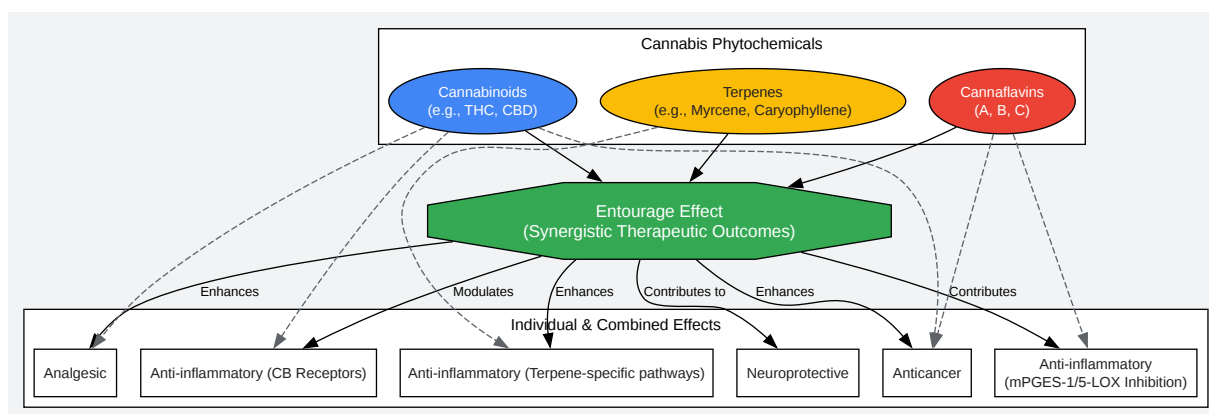 Cannabis Phytochemicals
Cannabinoids
(e.g., THC, CBD)
Terpenes
(e.g., Myrcene, Caryophyllene)
Cannaflavins
(A, B, C)
Entourage Effect
(Synergistic Therapeutic Outcomes)
Enhances
Modulates
Enhances
Contributes to
Enhances
Contributes
Individual & Combined Effects
Analgesic
Anti-inflammatory (CB Receptors)
Anti-inflammatory (Terpene-specific pathways)
Neuroprotective
Anticancer
Anti-inflammatory
(mPGES-1/5-LOX Inhibition)